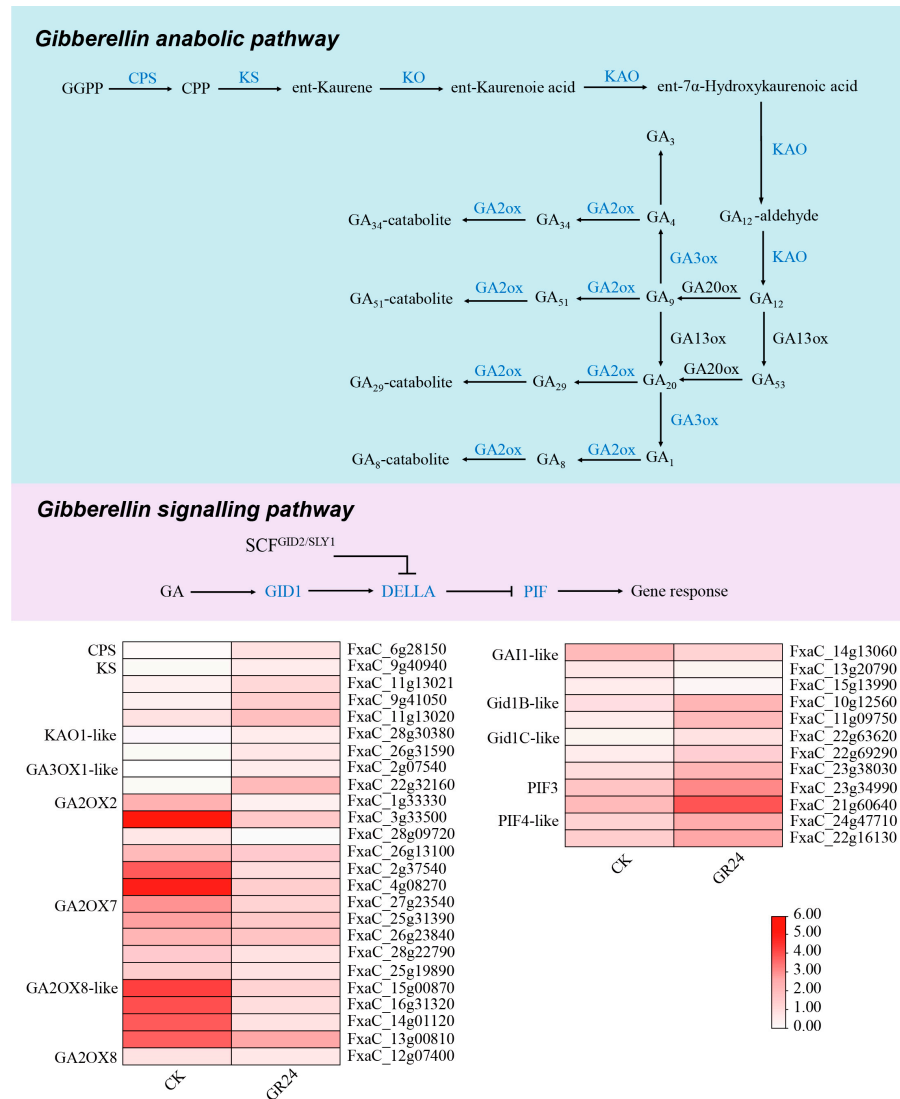 Gibberellin anabolic pathway
GGPP CPS CPP KS ent-Kaurene KO ent-Kaurenoie acid KAO ent-7α-Hydroxykaurenoic acid
KAO
GA3
GA34-catabolite GA2ox GA34 GA2ox GA4 GA12-aldehyde
GA3ox KAO
GA51-catabolite GA2ox GA51 GA2ox GA9 GA20ox GA12
GA13ox GA13ox
GA29-catabolite GA2ox GA29 GA2ox GA20 GA20ox GA53
GA3ox
GA8-catabolite GA2ox GA8 GA2ox GA1
Gibberellin signalling pathway
SCF^GID2/SLY1
GA GID1 DELLA PIF Gene response
CPS FxaC_6g28150
KS FxaC_9g40940
FxaC_11g13021
FxaC_9g41050
FxaC_11g13020
KAO1-like FxaC_28g30380
FxaC_26g31590
GA3OX1-like FxaC_2g07540
FxaC_22g32160
GA2OX2 FxaC_1g33330
FxaC_3g33500
FxaC_28g09720
FxaC_26g13100
FxaC_2g37540
FxaC_4g08270
GA2OX7 FxaC_27g23540
FxaC_25g31390
FxaC_26g23840
FxaC_28g22790
FxaC_25g19890
GA2OX8-like FxaC_15g00870
FxaC_16g31320
FxaC_14g01120
FxaC_13g00810
GA2OX8 FxaC_12g07400
CK GR24
GAI1-like FxaC_14g13060
FxaC_13g20790
FxaC_15g13990
Gid1B-like FxaC_10g12560
FxaC_11g09750
Gid1C-like FxaC_22g63620
FxaC_22g69290
FxaC_23g38030
PIF3 FxaC_23g34990
FxaC_21g60640
PIF4-like FxaC_24g47710
FxaC_22g16130
CK GR24
6.00
5.00
4.00
3.00
2.00
1.00
0.00